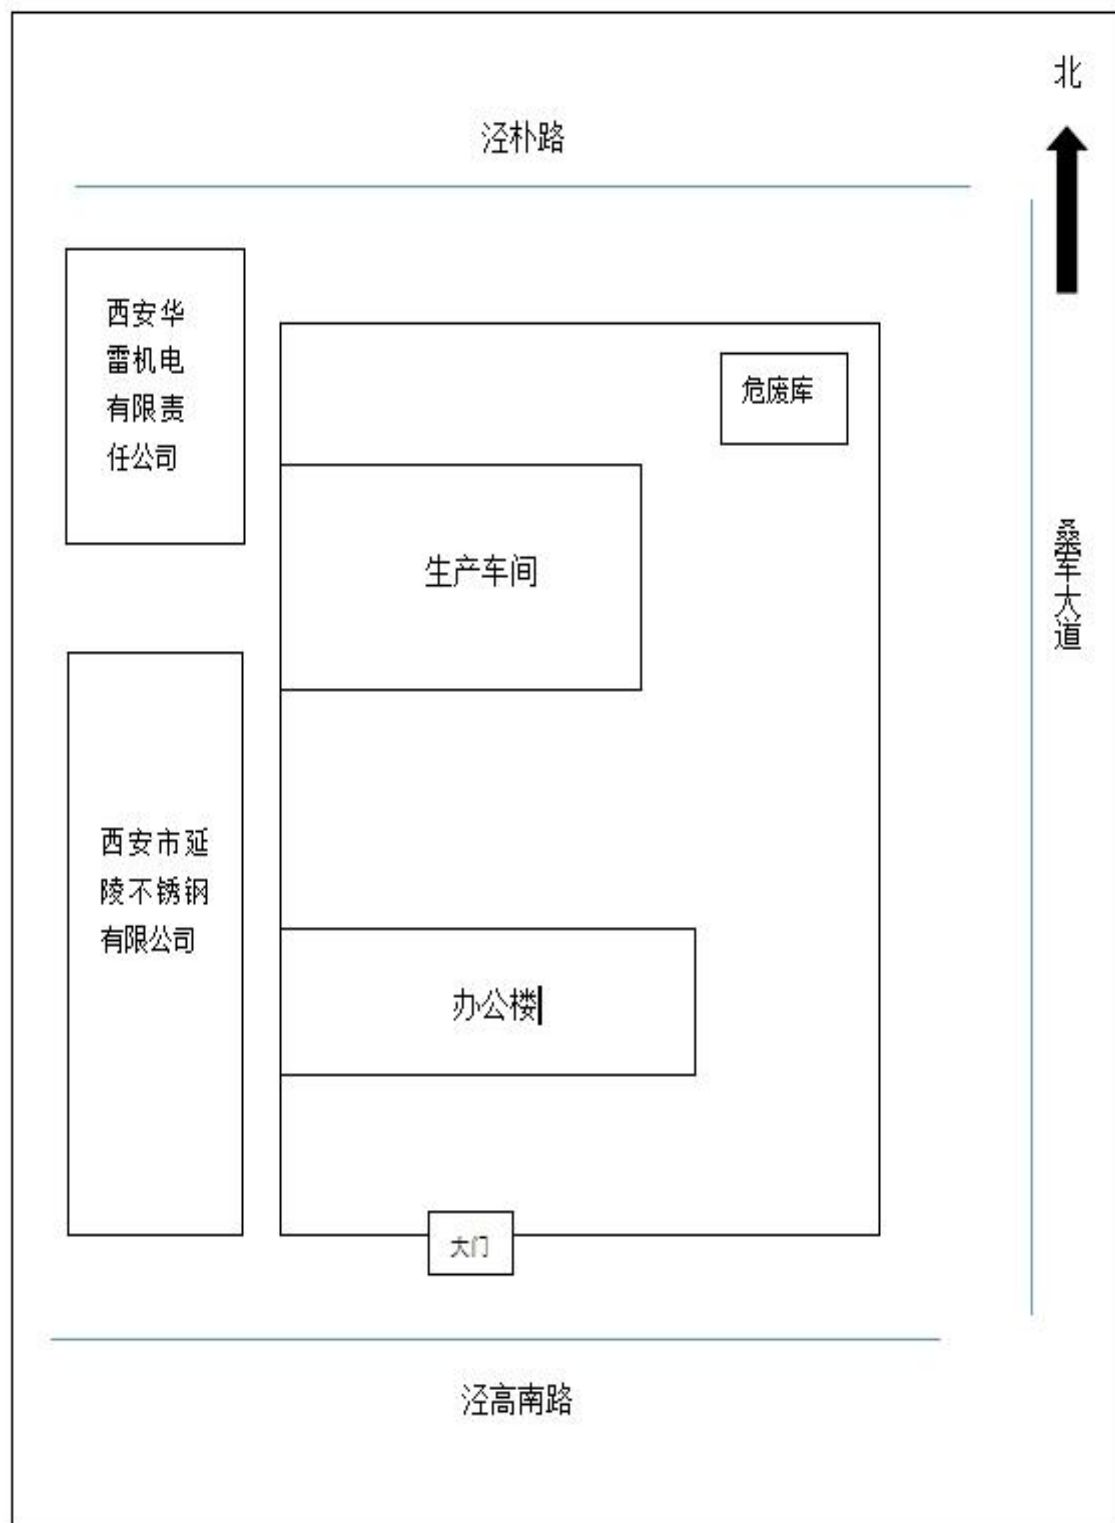 北
泾朴路
西安华
雷机电
有限责
任公司
危废库
生产车间
桑军大道
西安市延
陵不锈钢
有限公司
办公楼
大门
泾高南路